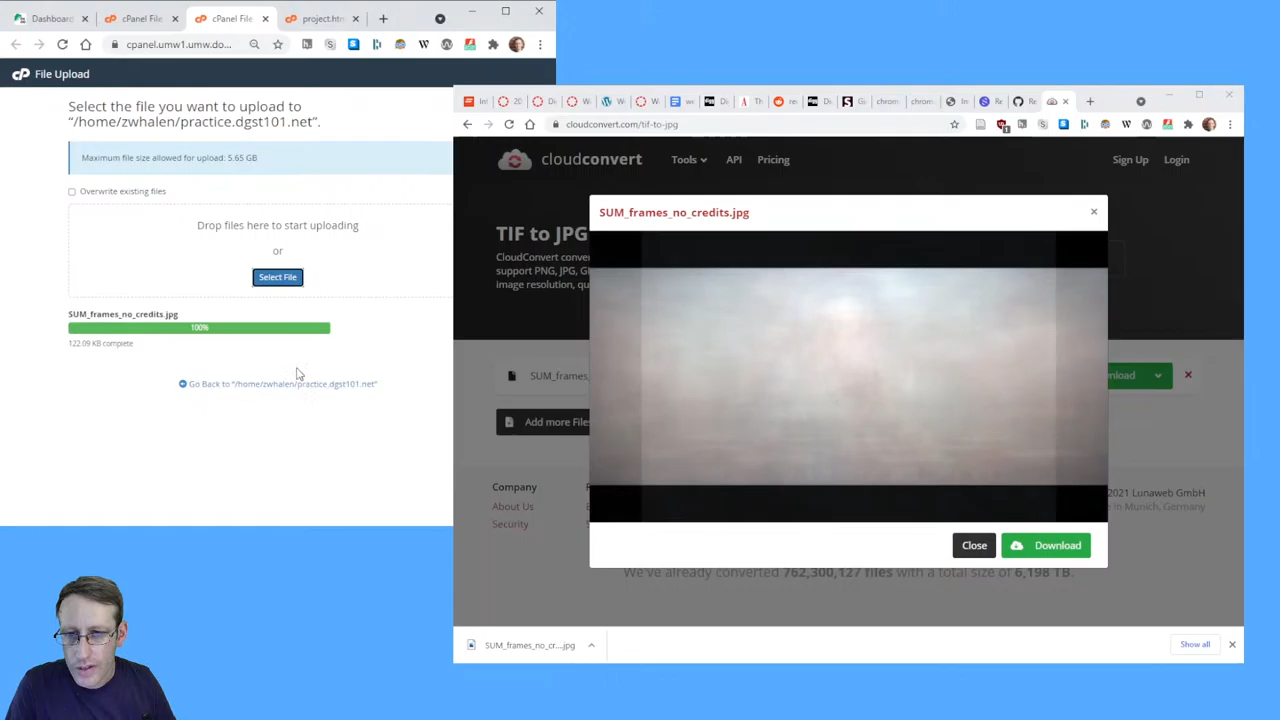 Dashboard
cPanel File
cPanel File
project.htm
cpanel.umw1.umw.do...
cP File Upload
Select the file you want to upload to
“/home/zwhalen/practice.dgst101.net”.
Maximum file size allowed for upload: 5.65 GB
Overwrite existing files
Drop files here to start uploading
or
Select File
SUM_frames_no_credits.jpg
100%
122.09 KB complete
Go Back to “/home/zwhalen/practice.dgst101.net”
cloudconvert.com/tif-to-jpg
cloudconvert
Tools
API
Pricing
Sign Up
Login
SUM_frames_no_credits.jpg
TIF to JPG
CloudConvert conver
support PNG, JPG, GI
image resolution, qu
SUM_frames_
nload
Add more Files
Close
Download
Company
About Us
Security
2021 Lunaweb GmbH
e in Munich, Germany
We've already converted 762,300,127 files with a total size of 6,198 TB.
SUM_frames_no_cr....jpg
Show all